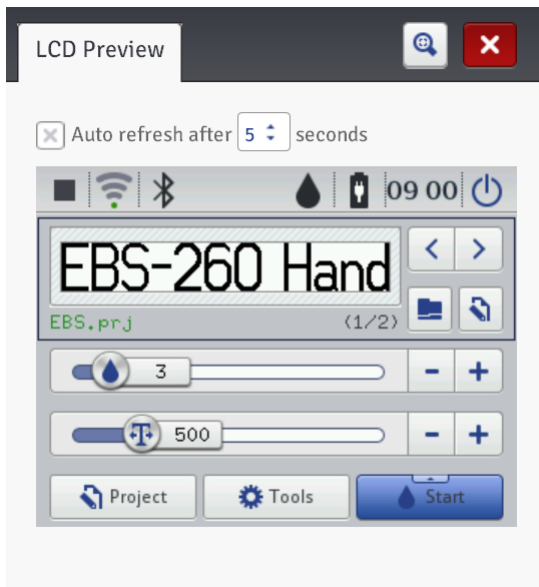 LCD Preview
Auto refresh after 5 seconds
09 00
EBS-260 Hand
EBS.prj (1/2)
3 - +
500 - +
Project Tools Start